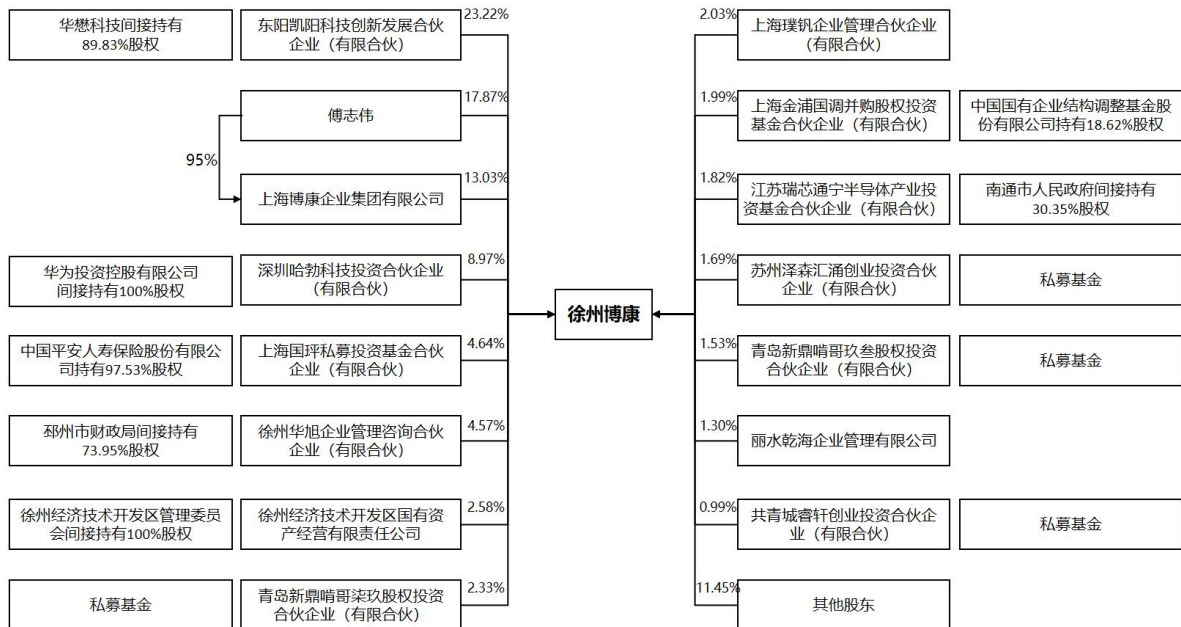 华懋科技间接持有
89.83%股权
东阳凯阳科技创新发展合伙
企业（有限合伙）
23.22%
傅志伟
17.87%
95%
上海博康企业集团有限公司
13.03%
华为投资控股有限公司
间接持有100%股权
深圳哈勃科技投资合伙企业
（有限合伙）
8.97%
中国平安人寿保险股份有限公
司持有97.53%股权
上海国玶私募投资基金合伙
企业（有限合伙）
4.64%
邳州市财政局间接持有
73.95%股权
徐州华旭企业管理咨询合伙
企业（有限合伙）
4.57%
徐州经济技术开发区管理委员
会间接持有100%股权
徐州经济技术开发区国有资
产经营有限责任公司
2.58%
私募基金
青岛新鼎啃哥柒玖股权投资
合伙企业（有限合伙）
2.33%
徐州博康
2.03%
上海璞钒企业管理合伙企业
（有限合伙）
1.99%
上海金浦国调并购股权投资
基金合伙企业（有限合伙）
中国国有企业结构调整基金股
份有限公司持有18.62%股权
1.82%
江苏瑞芯通宁半导体产业投
资基金合伙企业（有限合伙）
南通市人民政府间接持有
30.35%股权
1.69%
苏州泽森汇涌创业投资合伙
企业（有限合伙）
私募基金
1.53%
青岛新鼎啃哥玖叁股权投资
合伙企业（有限合伙）
私募基金
1.30%
丽水乾海企业管理有限公司
0.99%
共青城睿轩创业投资合伙企
业（有限合伙）
私募基金
11.45%
其他股东